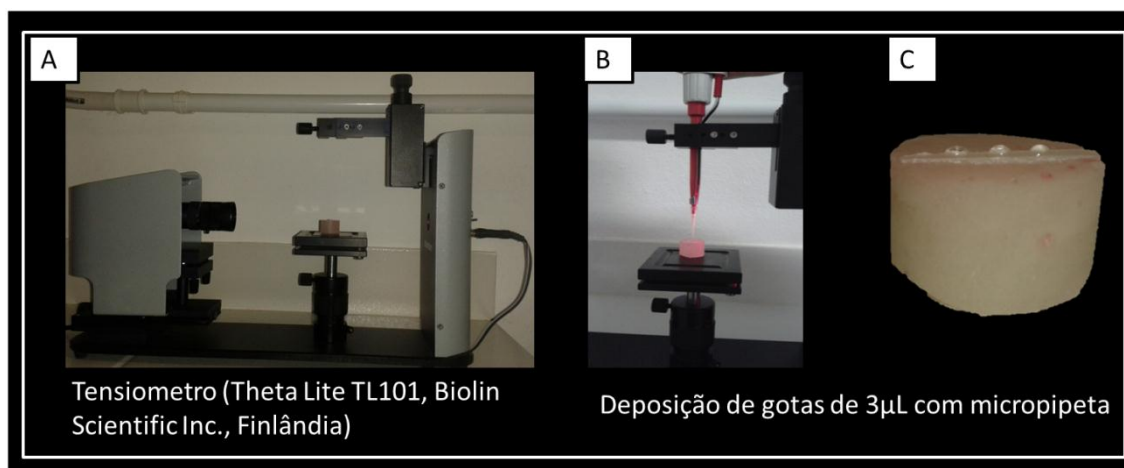 A
B
C
Tensiometro (Theta Lite TL101, Biolin
Scientific Inc., Finlândia)
Deposição de gotas de 3µL com micropipeta